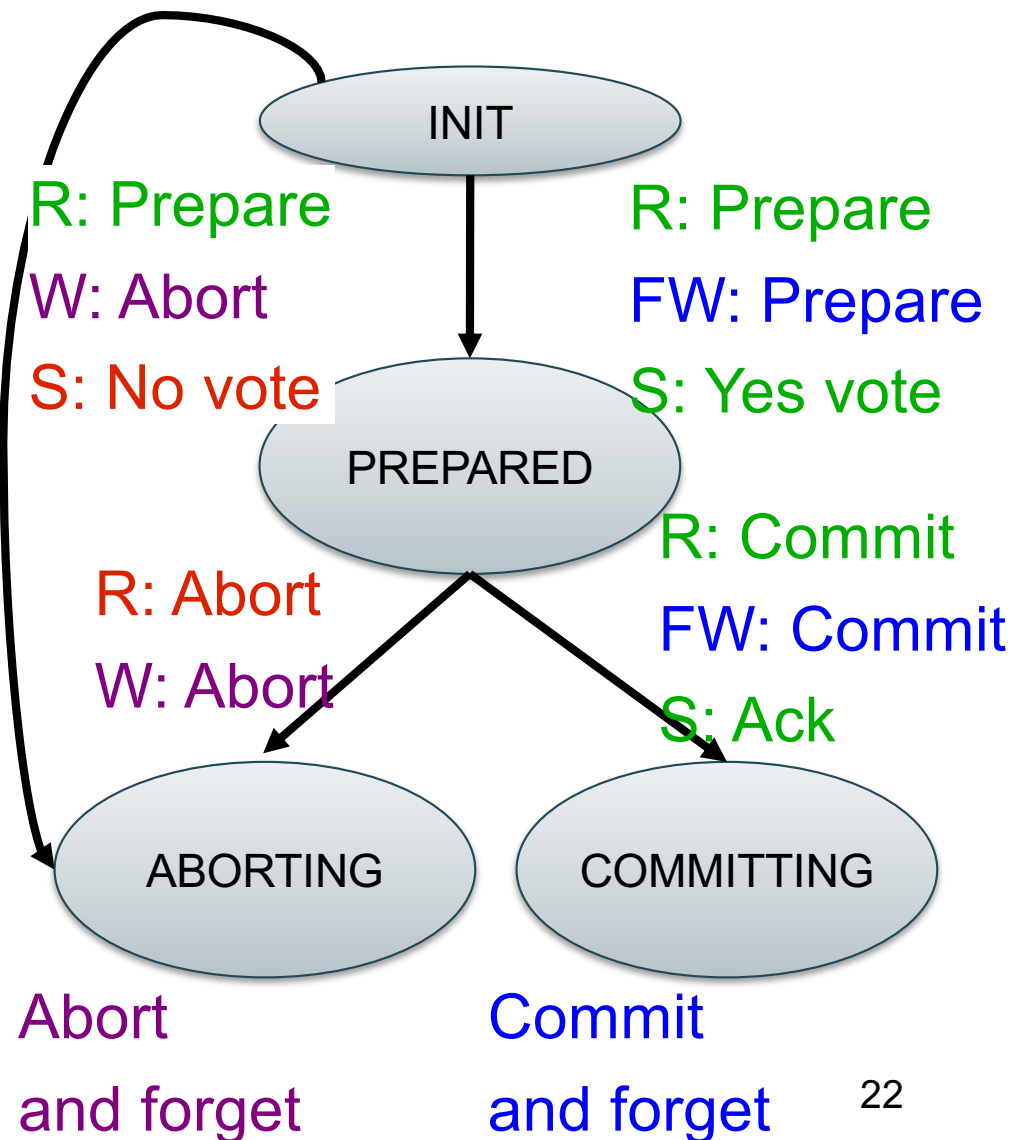 INIT
R: Prepare
W: Abort
S: No vote
R: Prepare
FW: Prepare
S: Yes vote
PREPARED
R: Abort
W: Abort
R: Commit
FW: Commit
S: Ack
ABORTING
COMMITTING
Abort
and forget
Commit
and forget
22